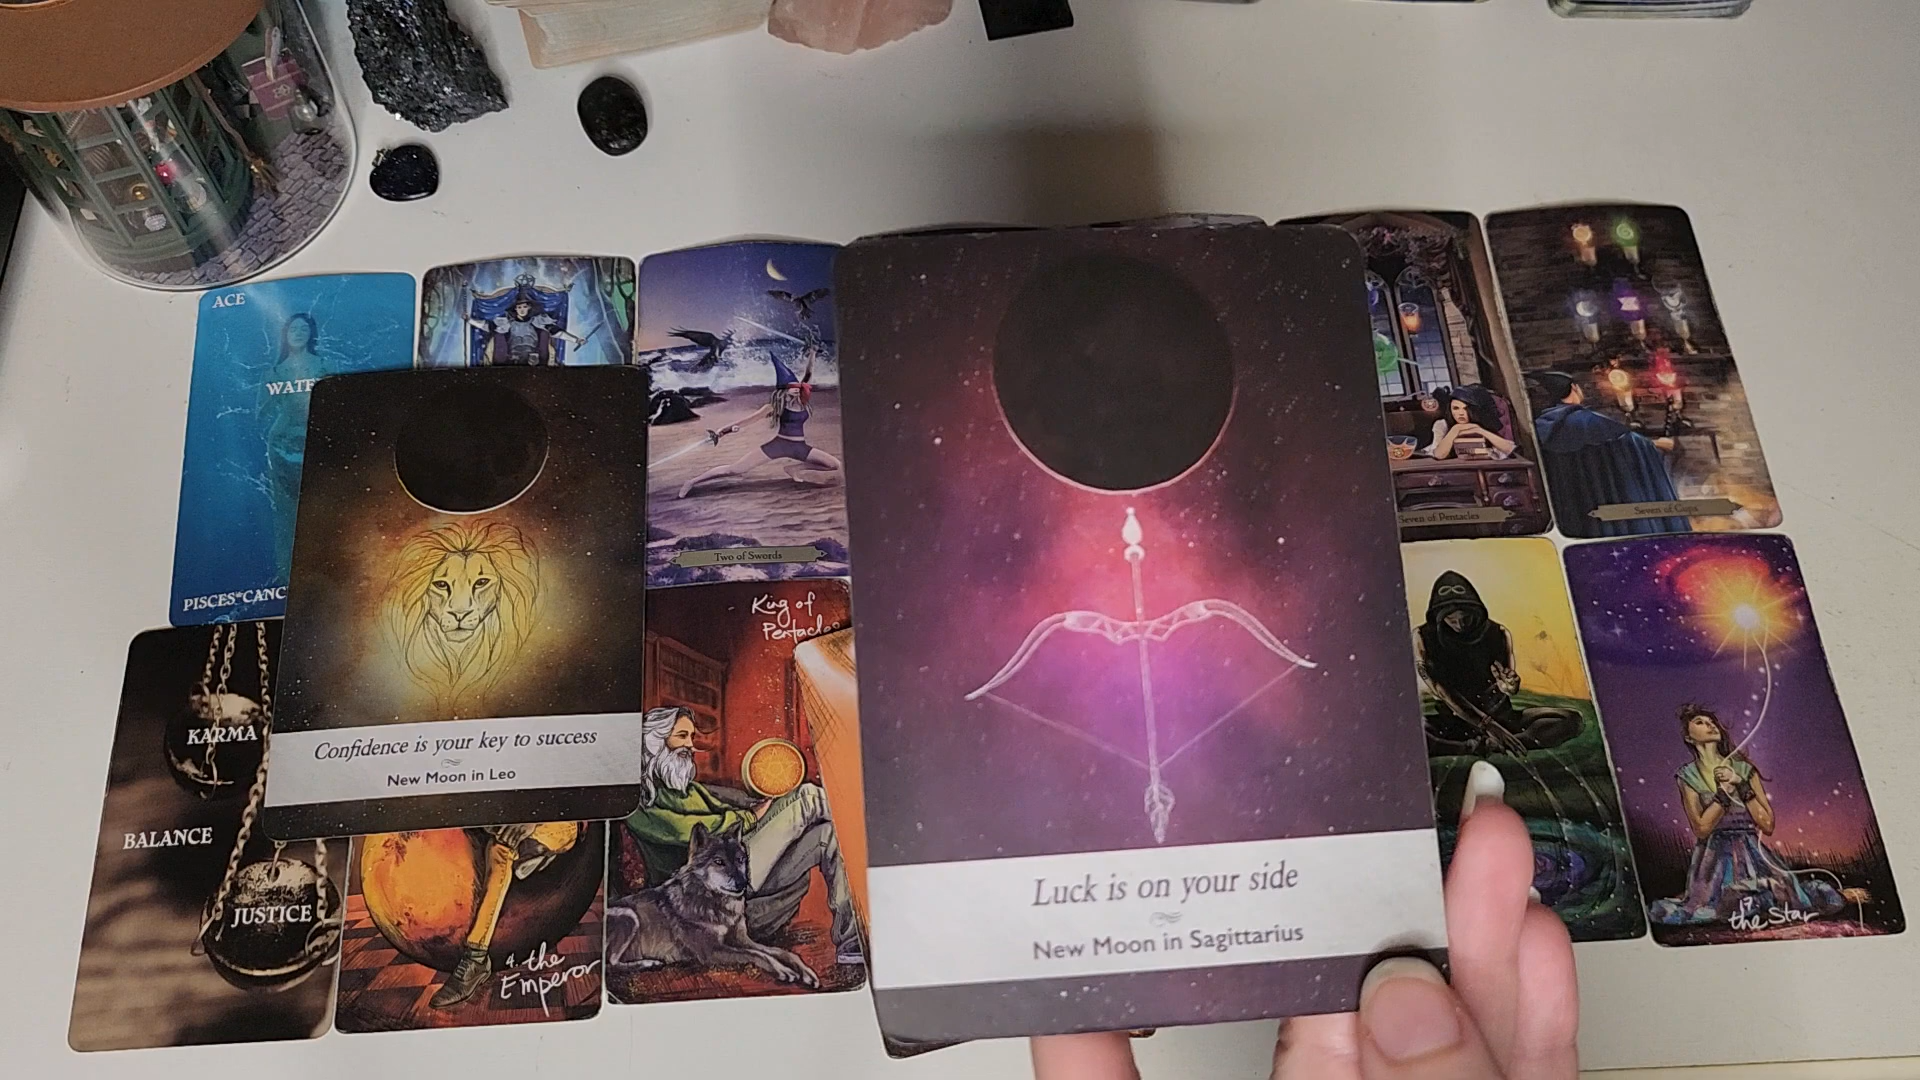 ACE
WATE
PISCES*CANC
Two of Swords
Seven of Pentacles
Seven of Cups
KARMA
BALANCE
JUSTICE
Confidence is your key to success
New Moon in Leo
4. the
Emperor
King of
Pentacles
Luck is on your side
New Moon in Sagittarius
17
the Star